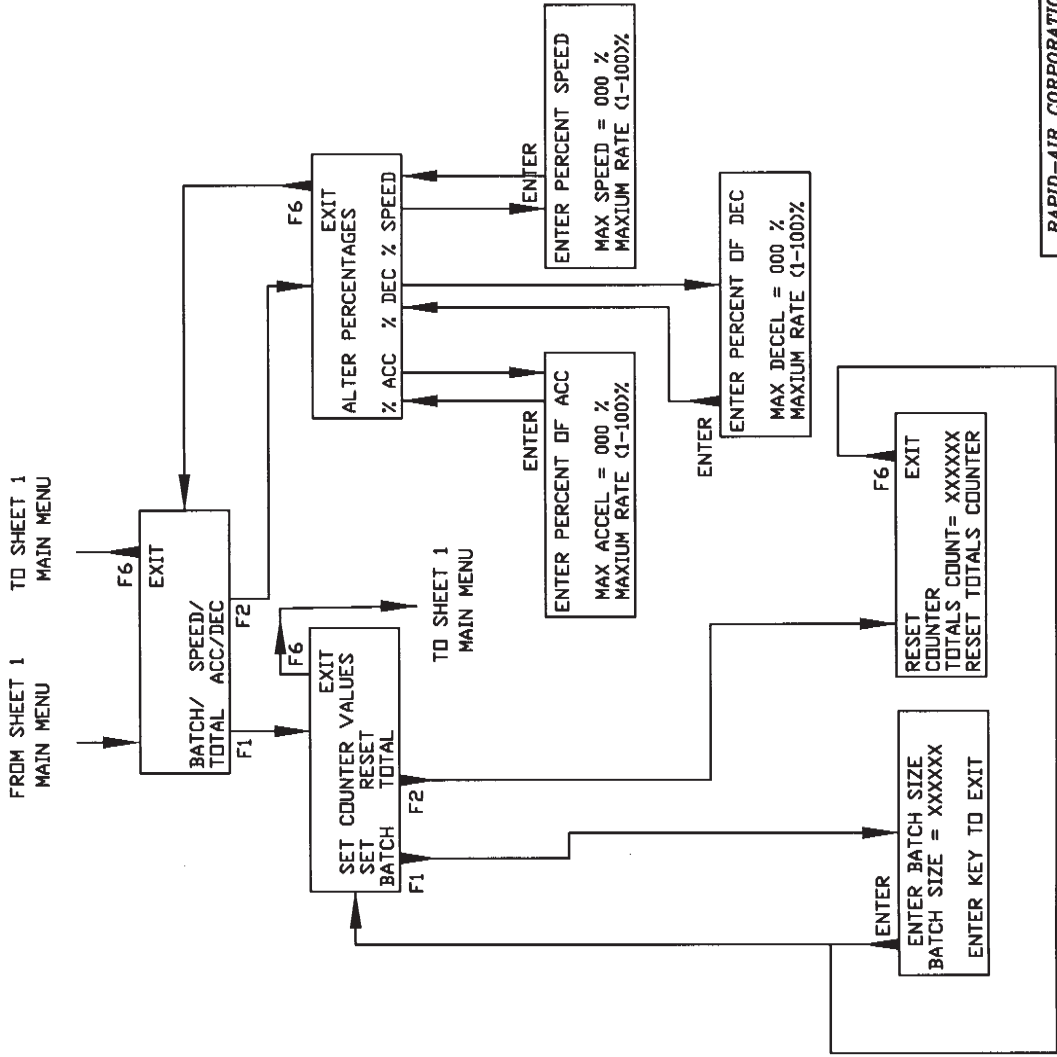 FROM SHEET 1
MAIN MENU
TO SHEET 1
MAIN MENU
F6
EXIT
BATCH/ SPEED/
TOTAL ACC/DEC
F1
F2
F6
EXIT
SET COUNTER VALUES
SET RESET
BATCH TOTAL
F1
F2
TO SHEET 1
MAIN MENU
F6
EXIT
ALTER PERCENTAGES
% ACC % DEC % SPEED
ENTER
ENTER PERCENT OF ACC
MAX ACCEL = 000 %
MAXIUM RATE (1-100)%
ENTER
ENTER PERCENT SPEED
MAX SPEED = 000 %
MAXIUM RATE (1-100)%
ENTER
ENTER PERCENT OF DEC
MAX DECEL = 000 %
MAXIUM RATE (1-100)%
ENTER
ENTER BATCH SIZE
BATCH SIZE = XXXXXX
ENTER KEY TO EXIT
F6
RESET EXIT
COUNTER
TOTALS COUNT= XXXXXX
RESET TOTALS COUNTER
RAPID-AIR CORPORATIO